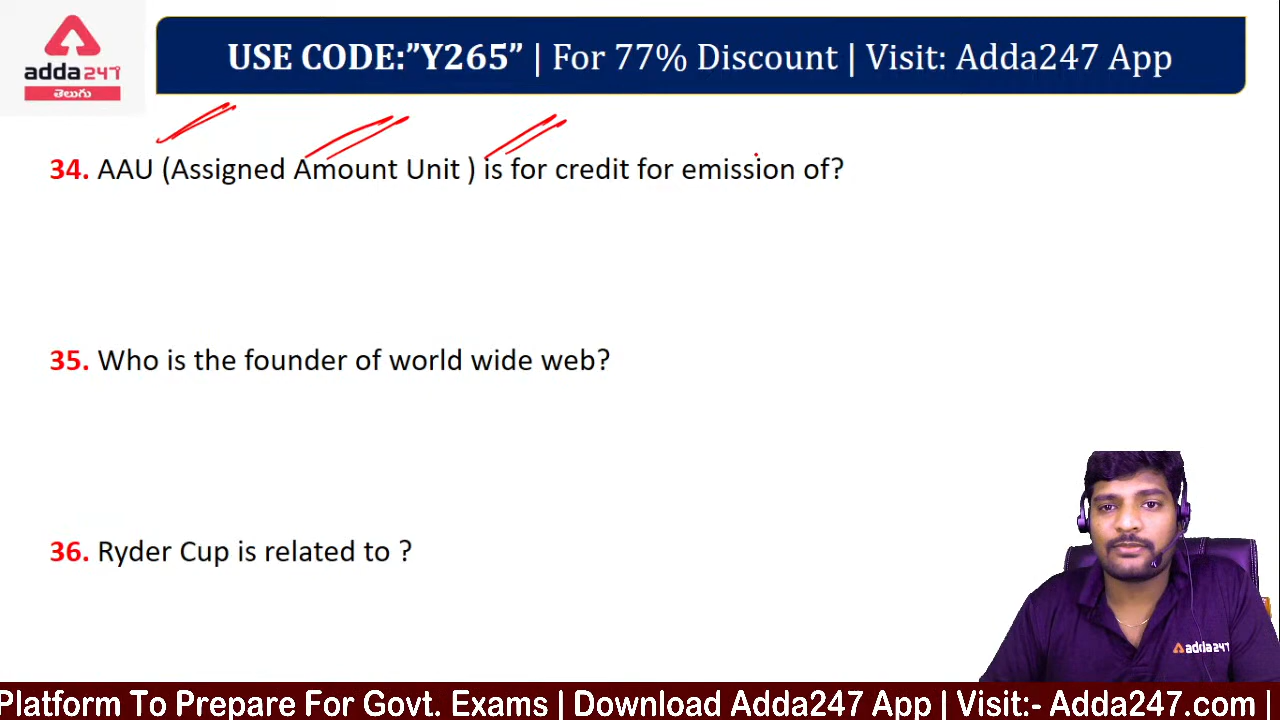 adda247
తెలుగు
USE CODE:”Y265” | For 77% Discount | Visit: Adda247 App
34. AAU (Assigned Amount Unit ) is for credit for emission of?
35. Who is the founder of world wide web?
36. Ryder Cup is related to ?
adda247
Platform To Prepare For Govt. Exams | Download Adda247 App | Visit:- Adda247.com |